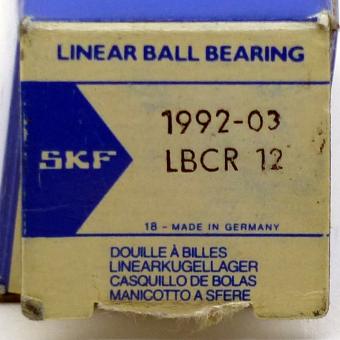 LINEAR BALL BEARING
1992-03
SKF
LBCR 12
18 - MADE IN GERMANY
DOUILLE À BILLES
LINEARKUGELLAGER
CASQUILLO DE BOLAS
MANICOTTO A SFERE